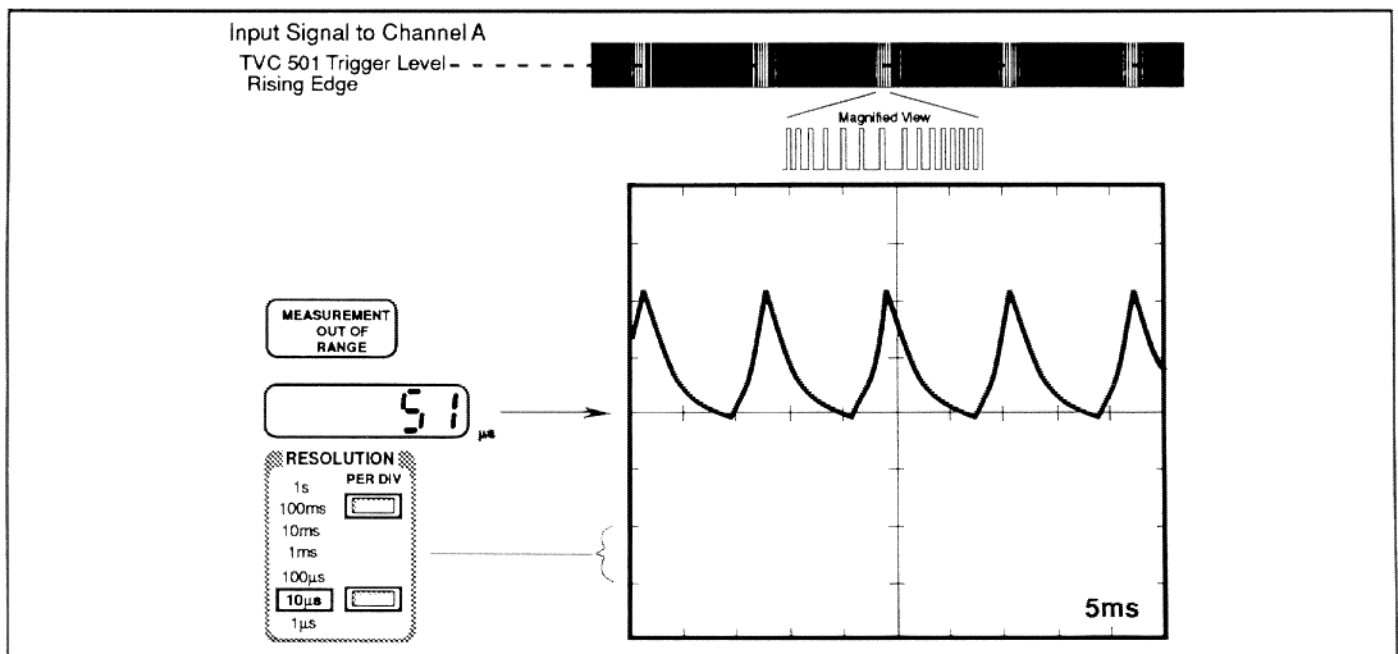 Input Signal to Channel A
TVC 501 Trigger Level
Rising Edge
Magnified View
MEASUREMENT
OUT OF
RANGE
51
µs
RESOLUTION
PER DIV
1s
100ms
10ms
1ms
100µs
10µs
1µs
5ms